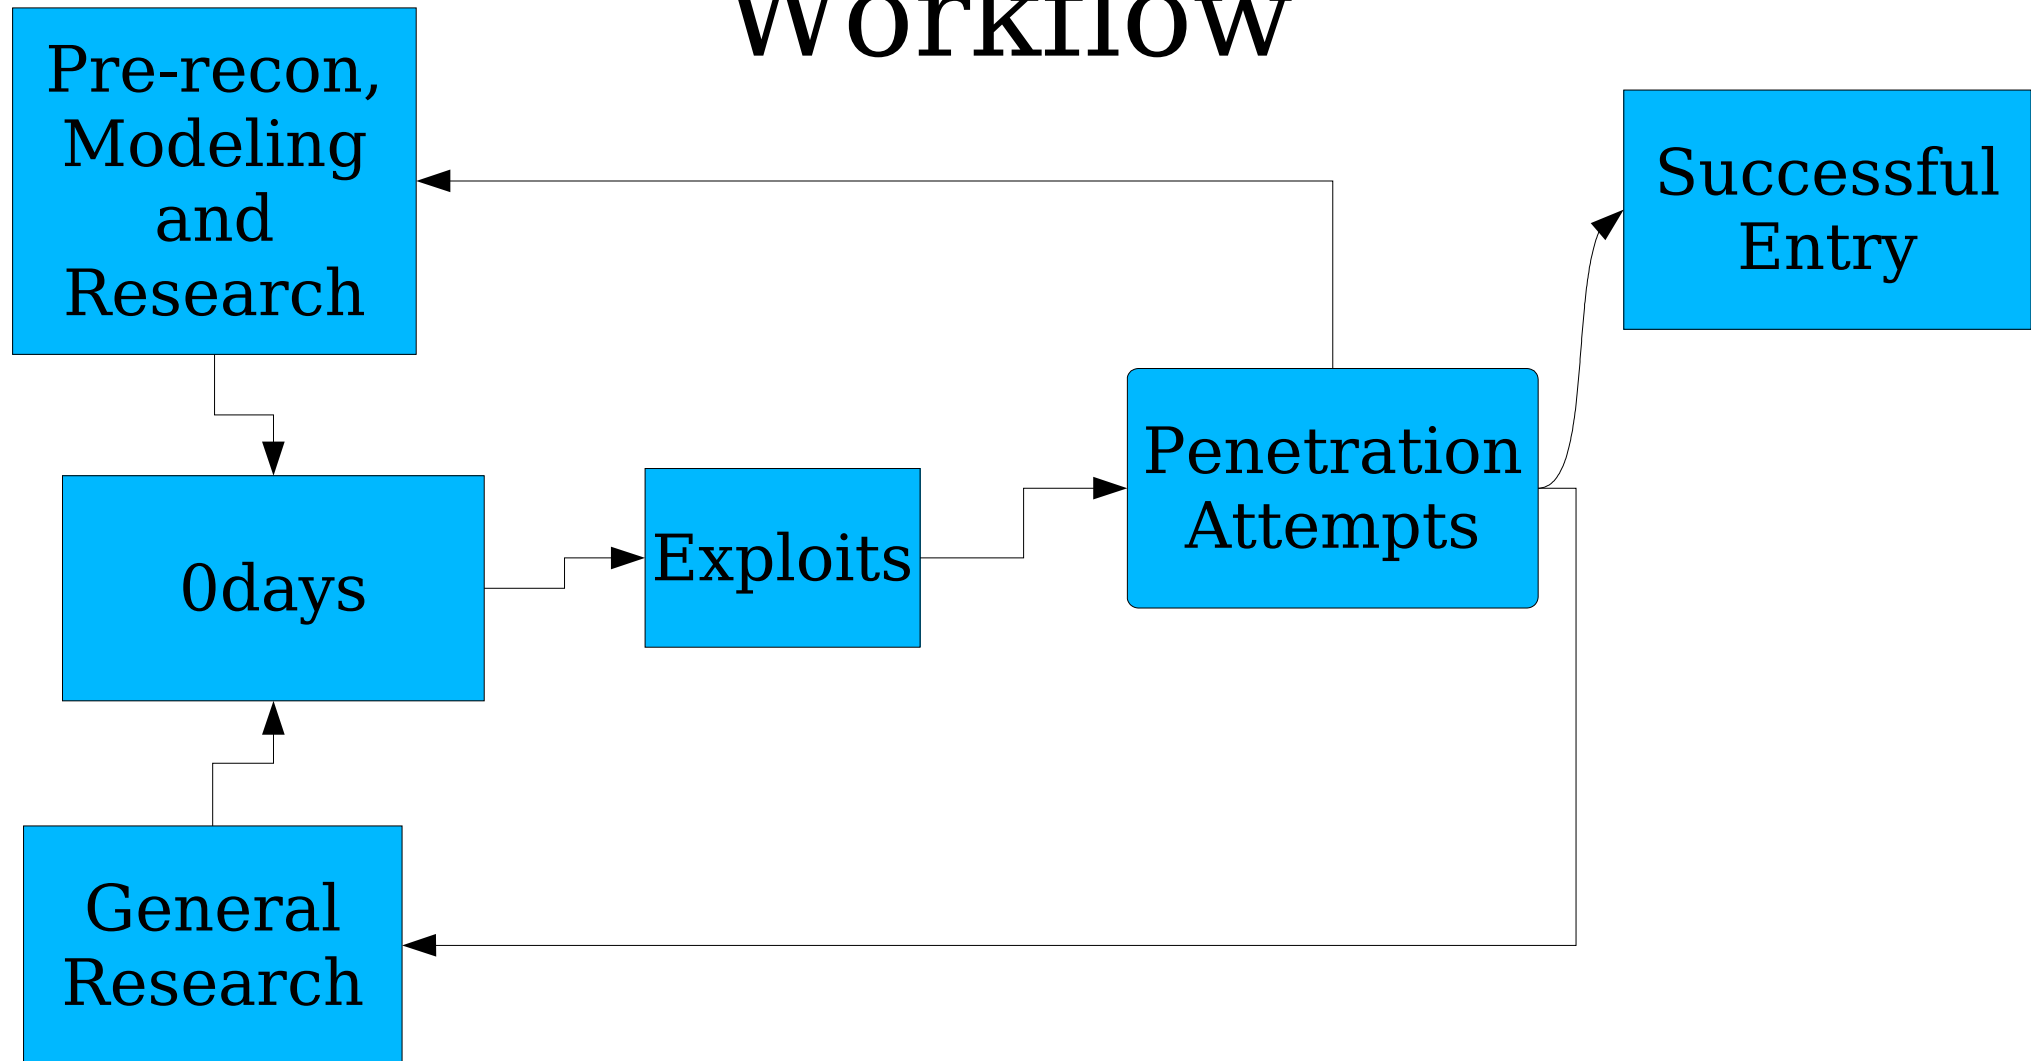 Workflow
Pre-recon,
Modeling
and
Research
Successful
Entry
Penetration
Attempts
Exploits
0days
General
Research